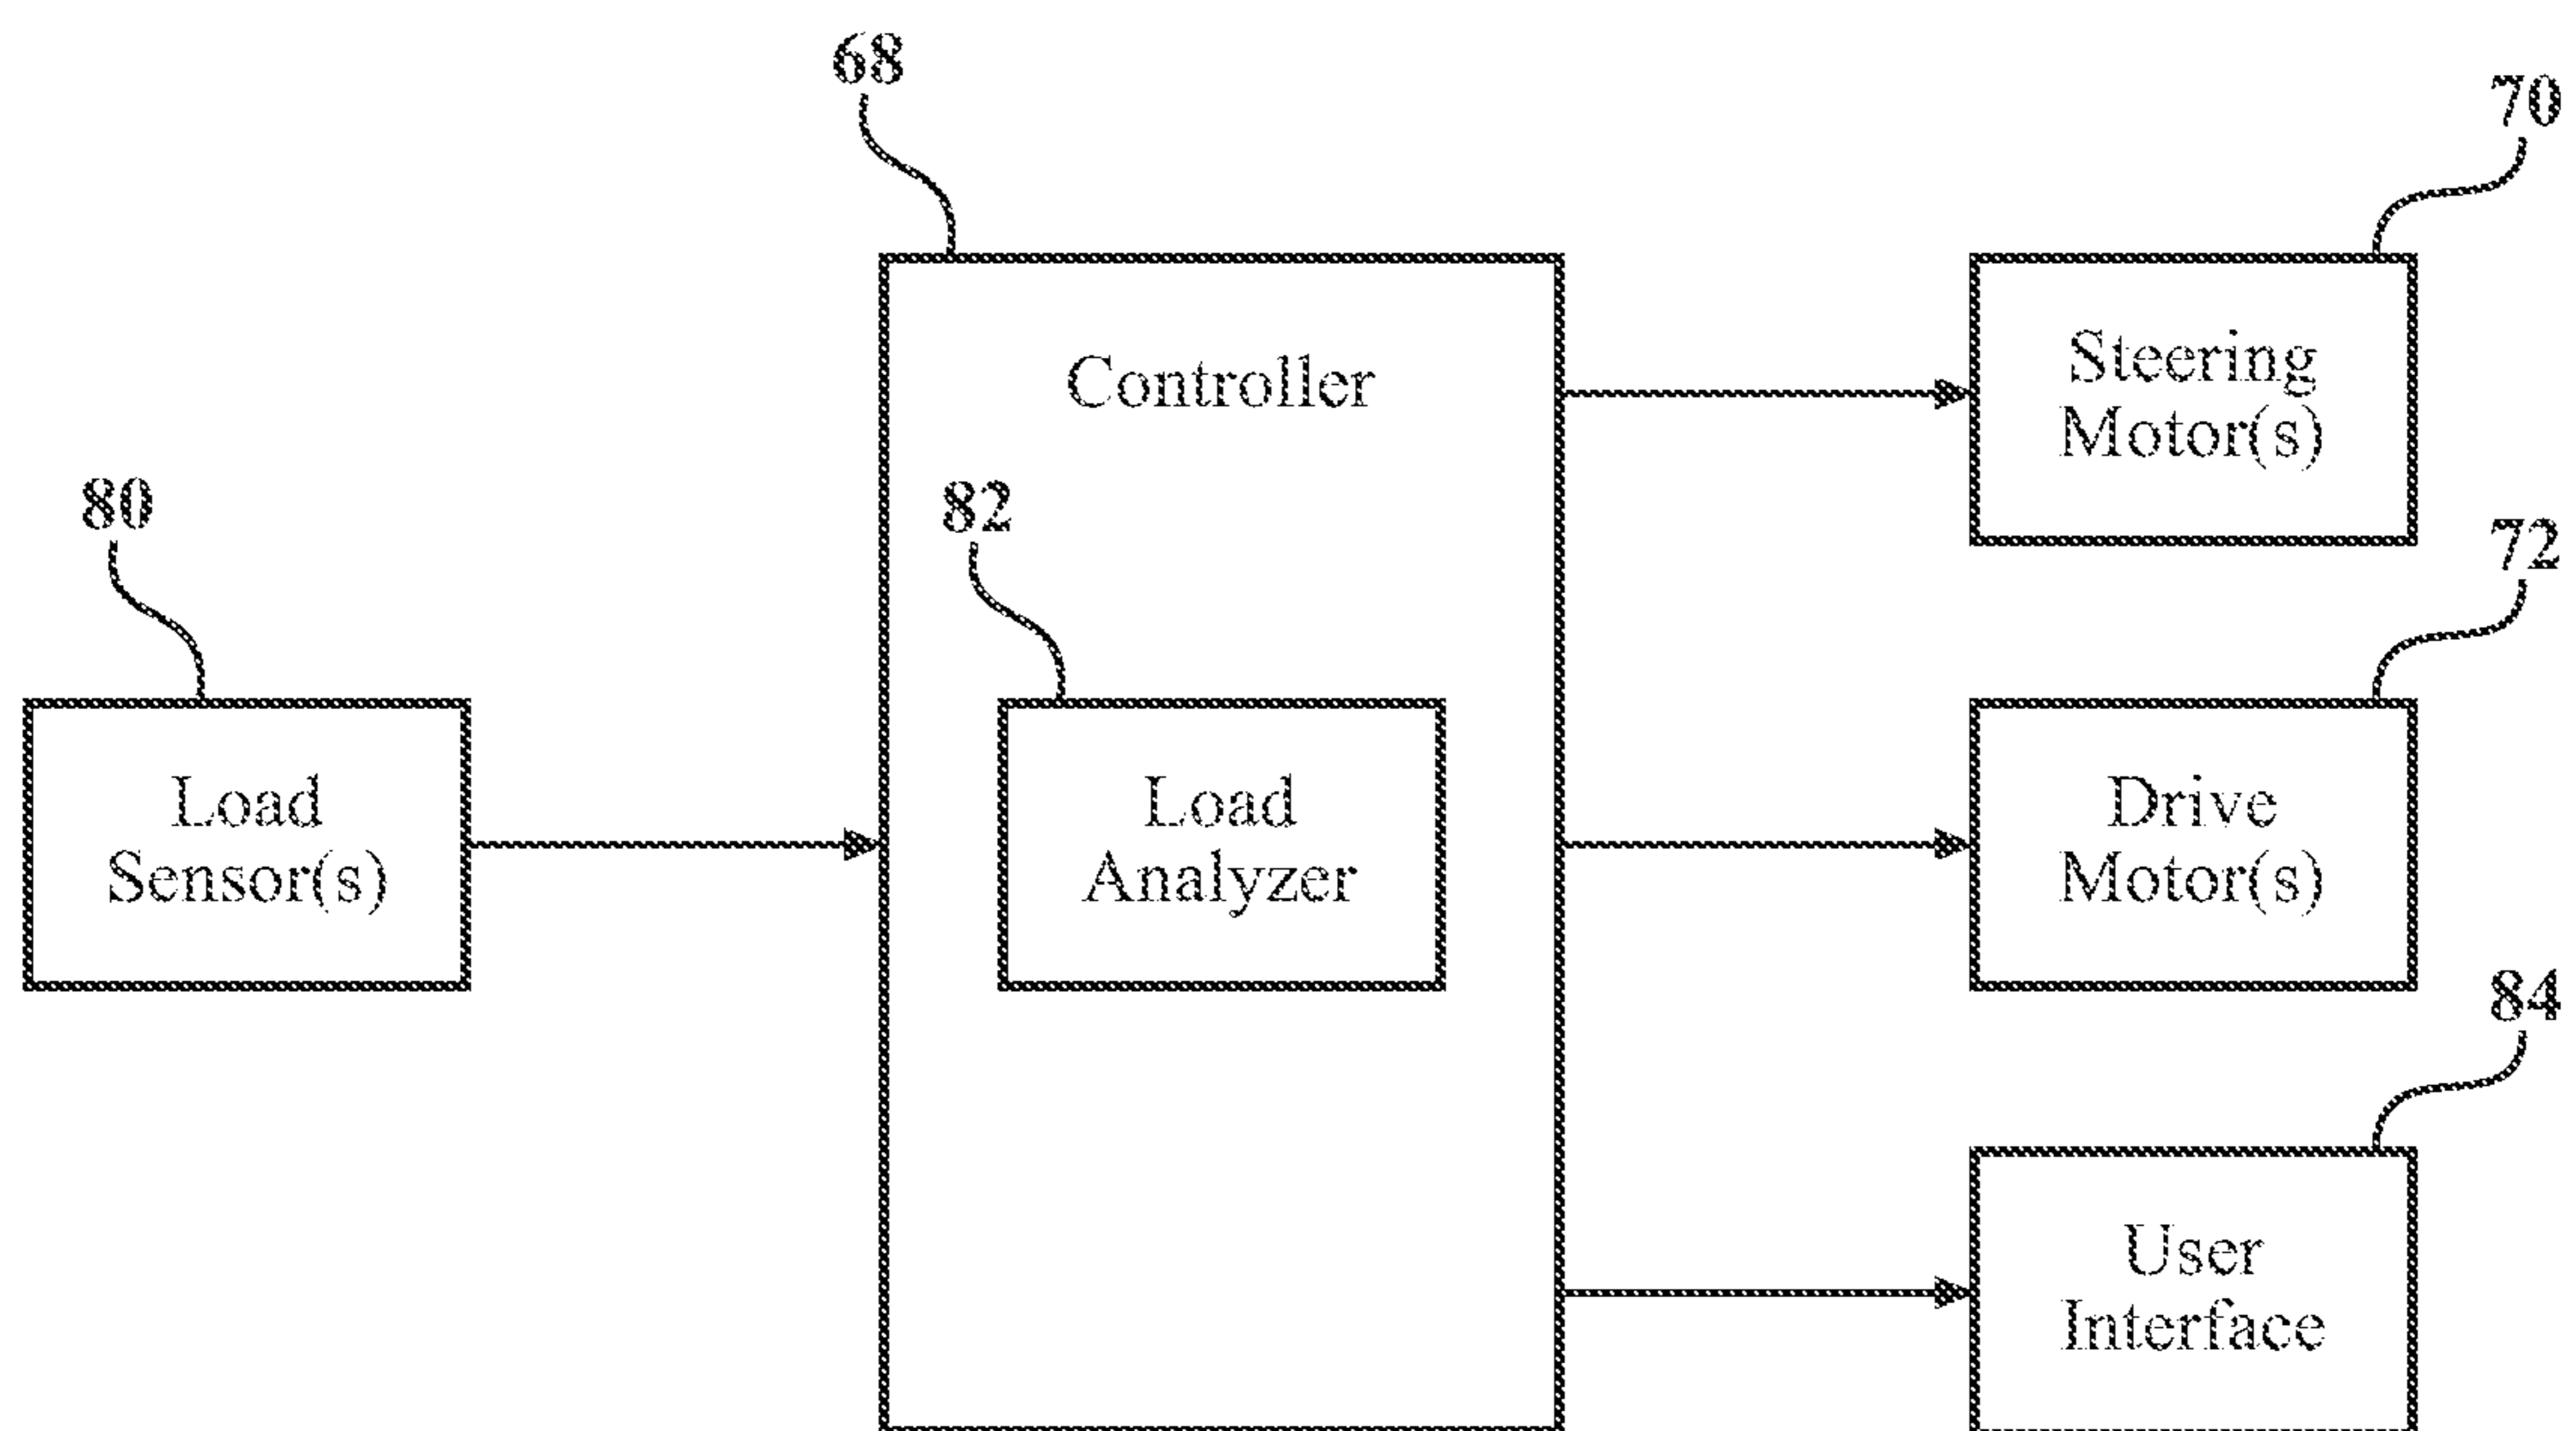 68
70
Controller
Steering
Motor(s)
80
82
72
Load
Sensor(s)
Load
Analyzer
Drive
Motor(s)
84
User
Interface